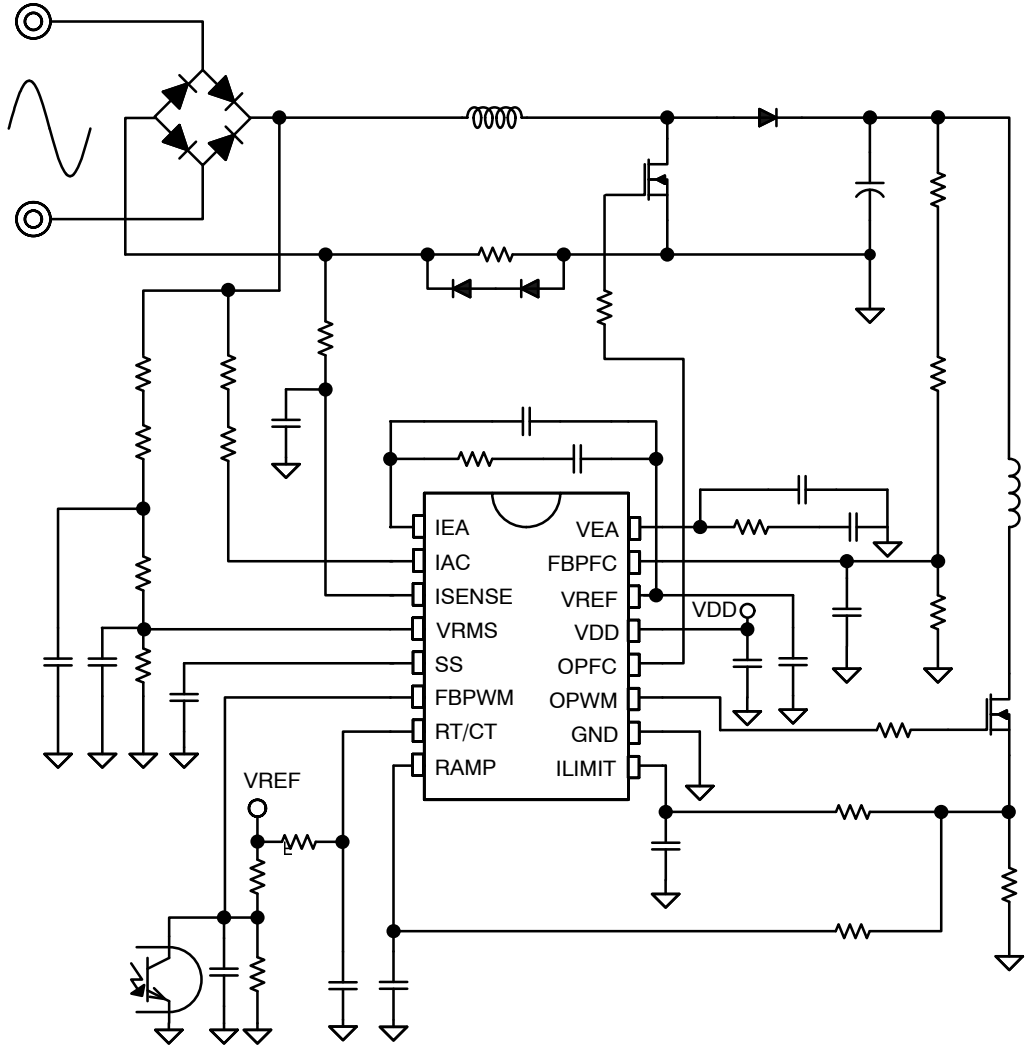 IEA
VEA
IAC
FBPFC
ISENSE
VREF
VDD
VRMS
VDD
SS
OPFC
FBPWM
OPWM
RT/CT
GND
RAMP
ILIMIT
VREF